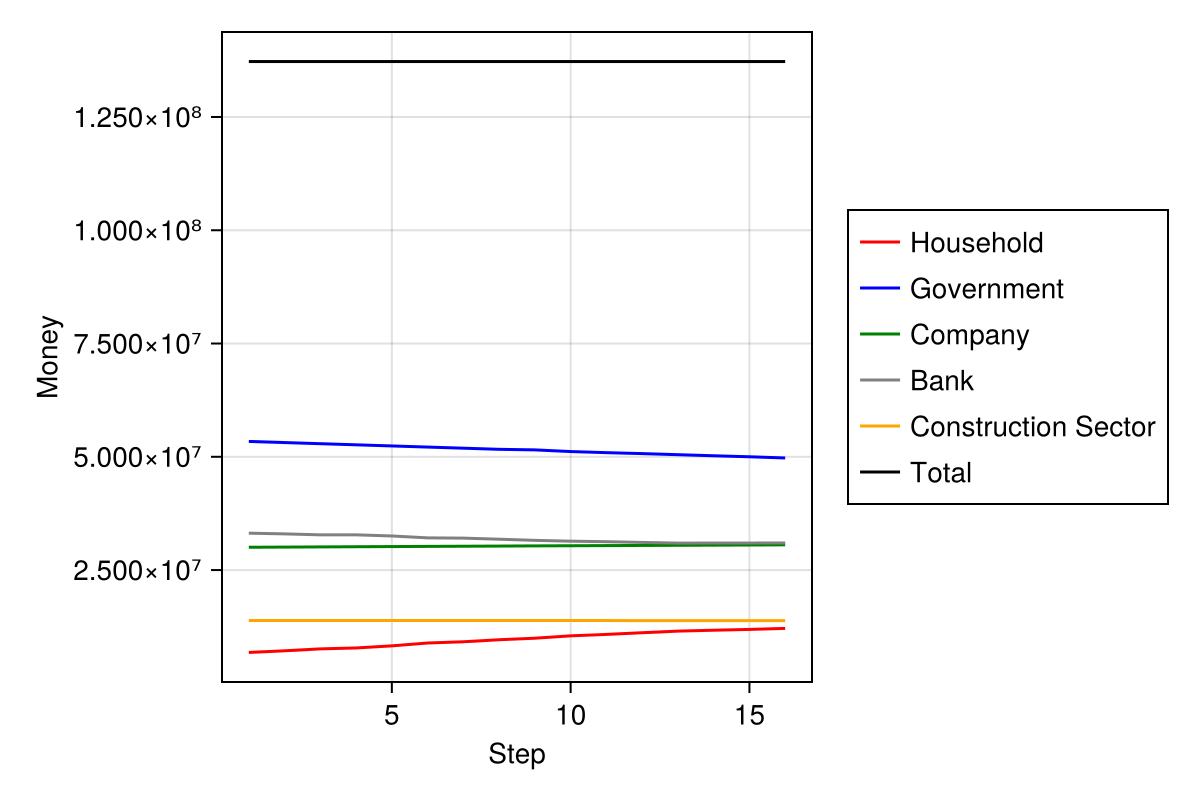 1.250×10⁸
1.000×10⁸
7.500×10⁷
5.000×10⁷
2.500×10⁷
Money
5 10 15
Step
Household
Government
Company
Bank
Construction Sector
Total